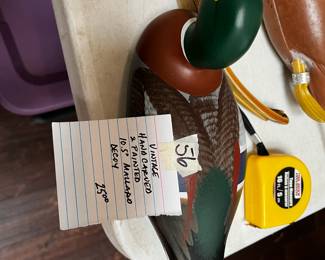 VINTAGE
HAND CARVED
& PAINTED
10.5" MALLARD
DECOY
25.00
56